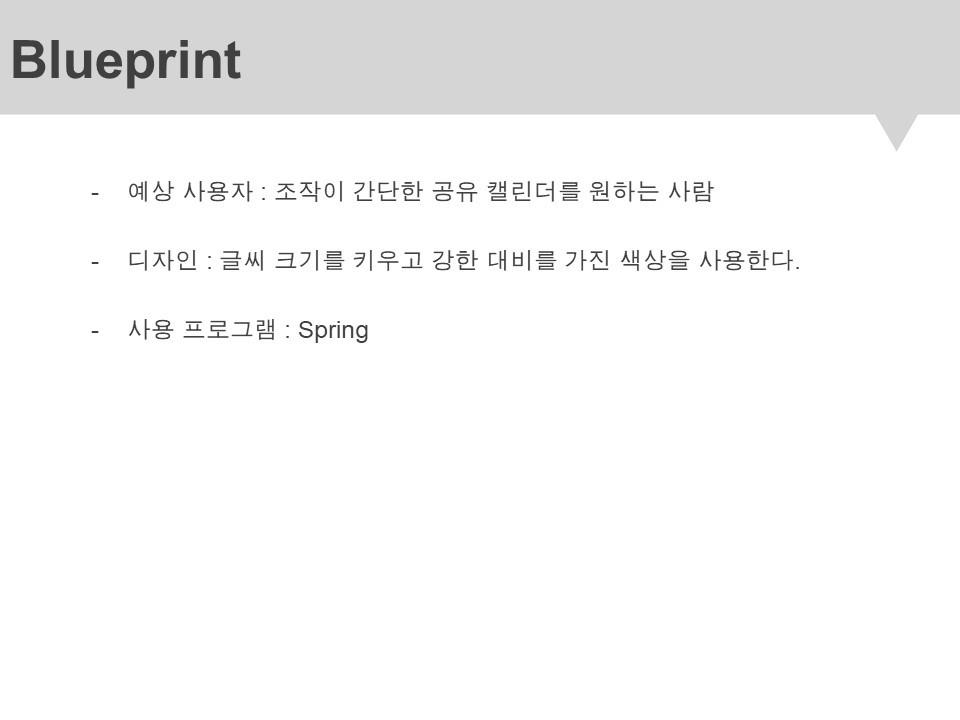 Blueprint
- 예상 사용자 : 조작이 간단한 공유 캘린더를 원하는 사람
- 디자인 : 글씨 크기를 키우고 강한 대비를 가진 색상을 사용한다.
- 사용 프로그램 : Spring